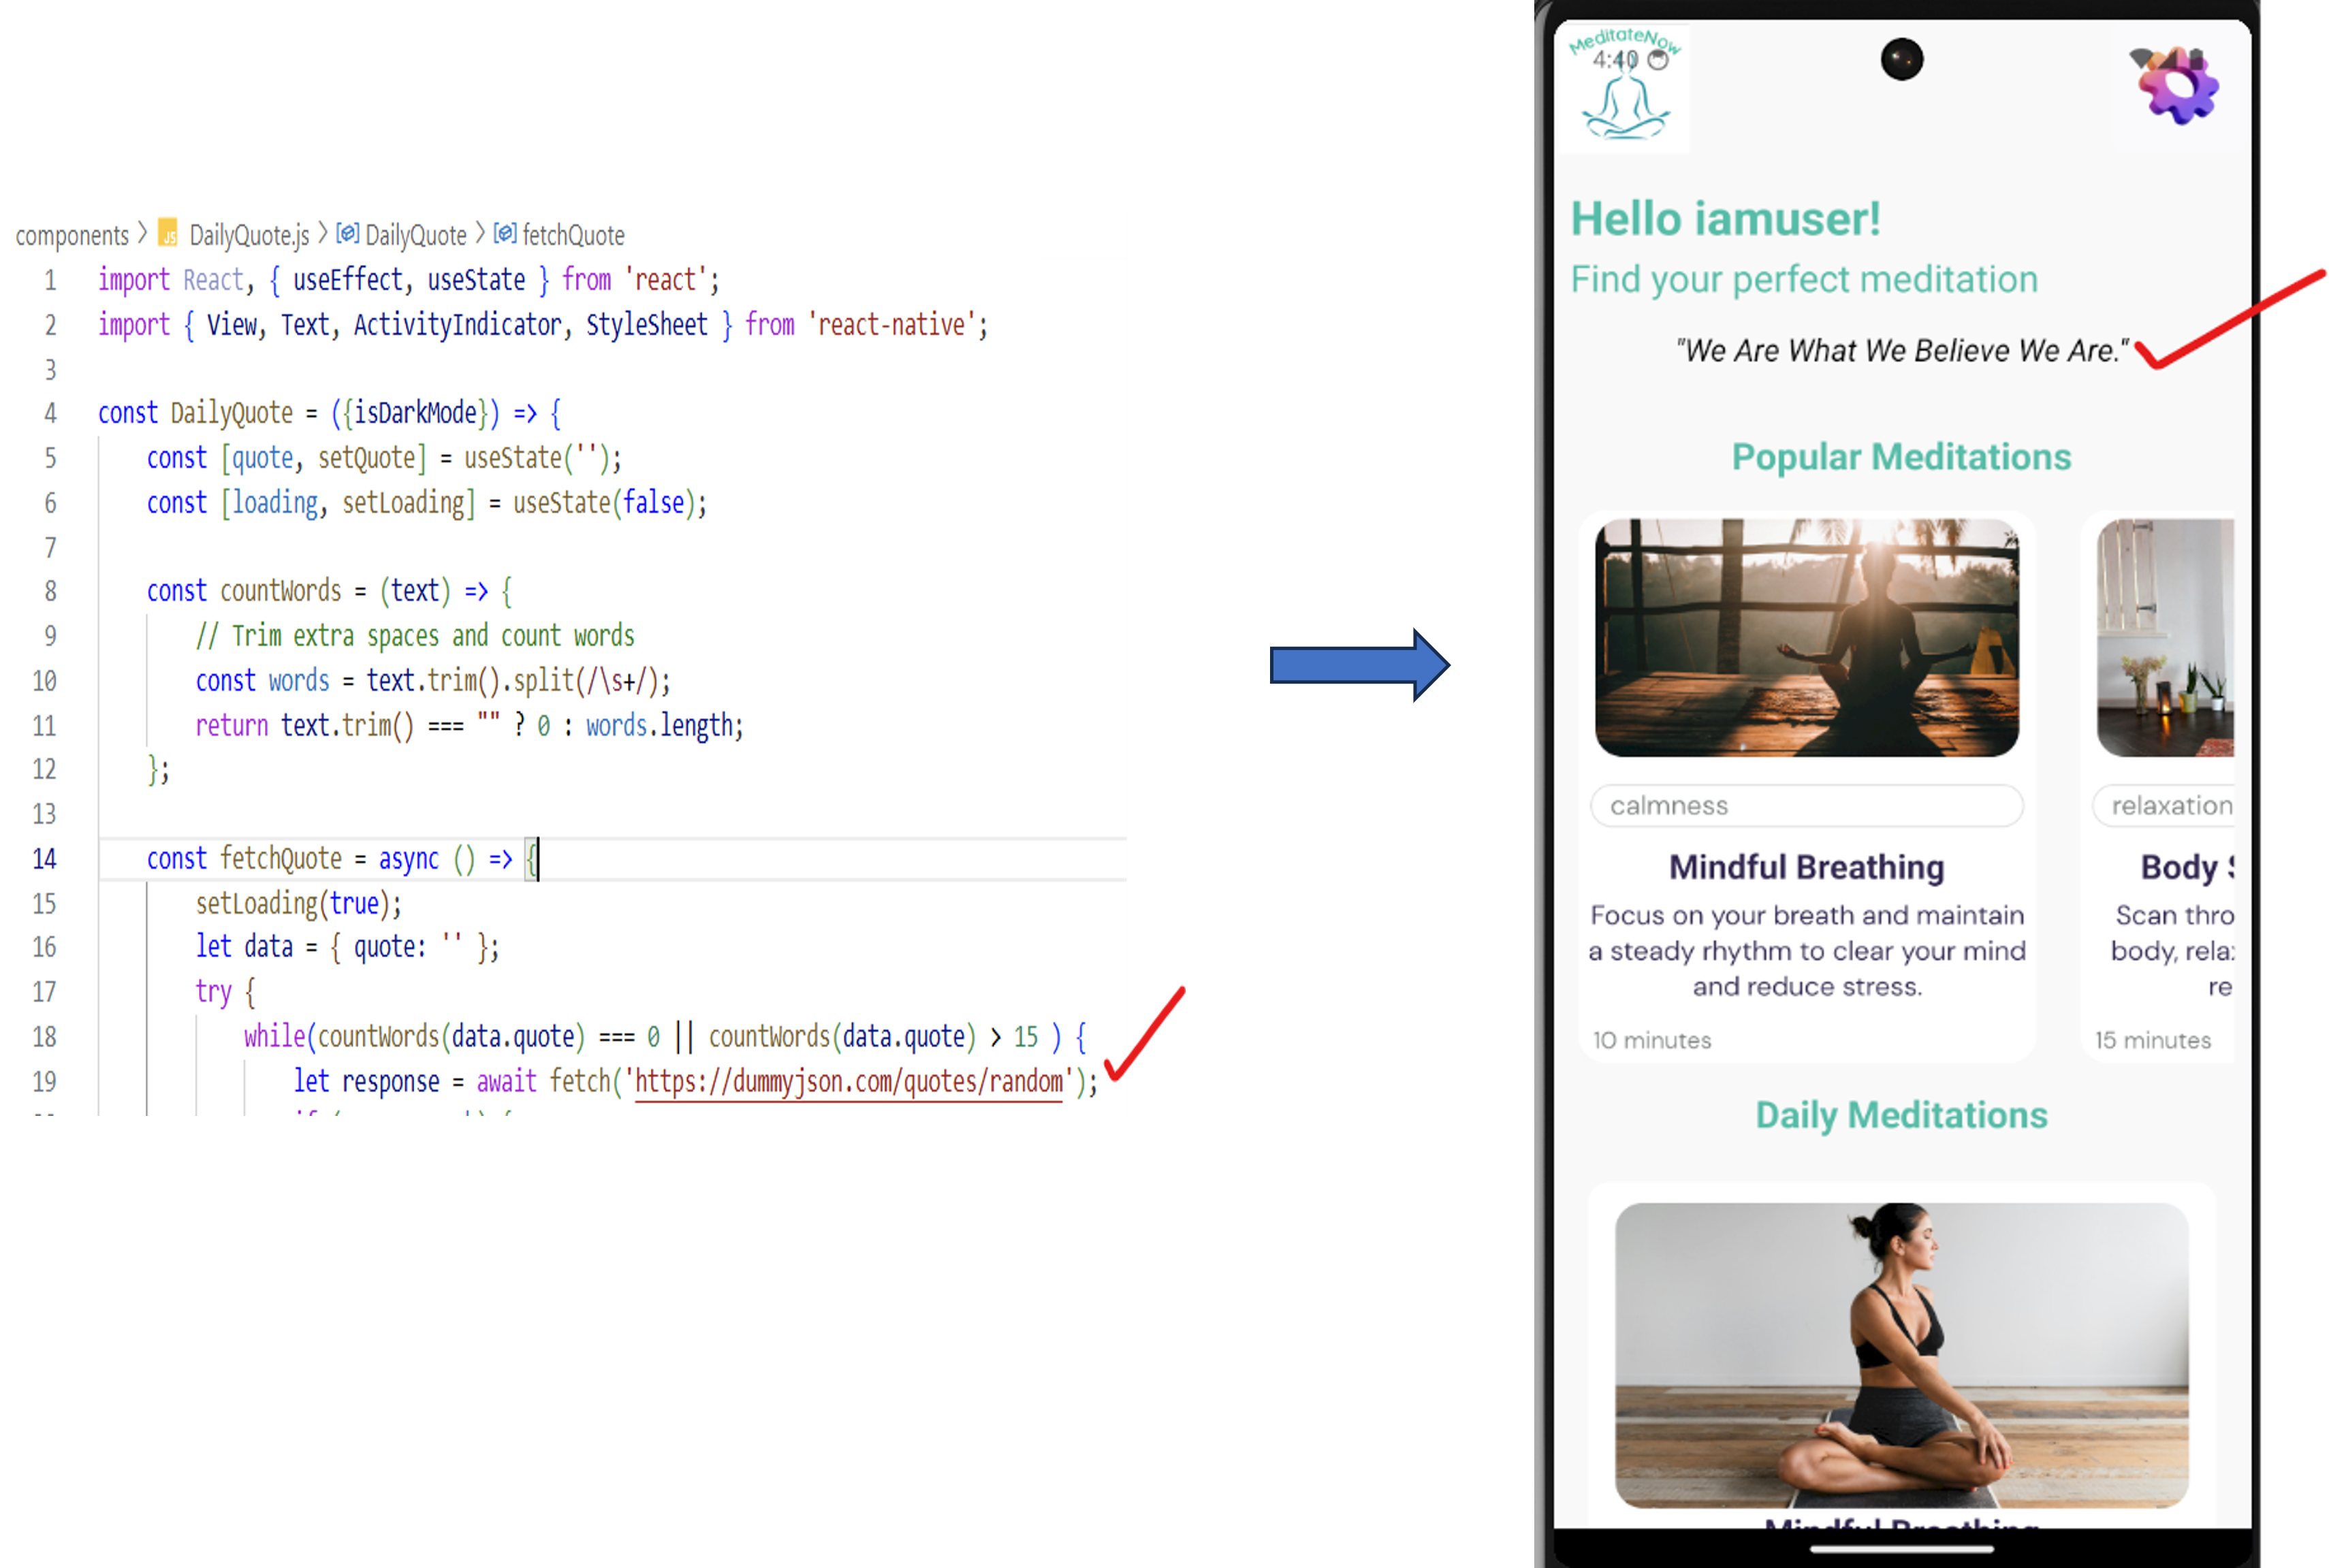 components > JS DailyQuote.js > DailyQuote > fetchQuote
1 import React, { useEffect, useState } from 'react';
2 import { View, Text, ActivityIndicator, StyleSheet } from 'react-native';
3
4 const DailyQuote = ({isDarkMode}) => {
5 const [quote, setQuote] = useState('');
6 const [loading, setLoading] = useState(false);
7
8 const countWords = (text) => {
9 // Trim extra spaces and count words
10 const words = text.trim().split(/\s+/);
11 return text.trim() === "" ? 0 : words.length;
12 };
13
14 const fetchQuote = async () => {
15 setLoading(true);
16 let data = { quote: '' };
17 try {
18 while(countWords(data.quote) === 0 || countWords(data.quote) > 15 ) {
19 let response = await fetch('https://dummyjson.com/quotes/random');
MeditateNow
4:40
Hello iamuser!
Find your perfect meditation
"We Are What We Believe We Are."
Popular Meditations
calmness
Mindful Breathing
Focus on your breath and maintain
a steady rhythm to clear your mind
and reduce stress.
10 minutes
relaxation
Body
Scan thro
body, rela
re
15 minutes
Daily Meditations
Mindful Breathing